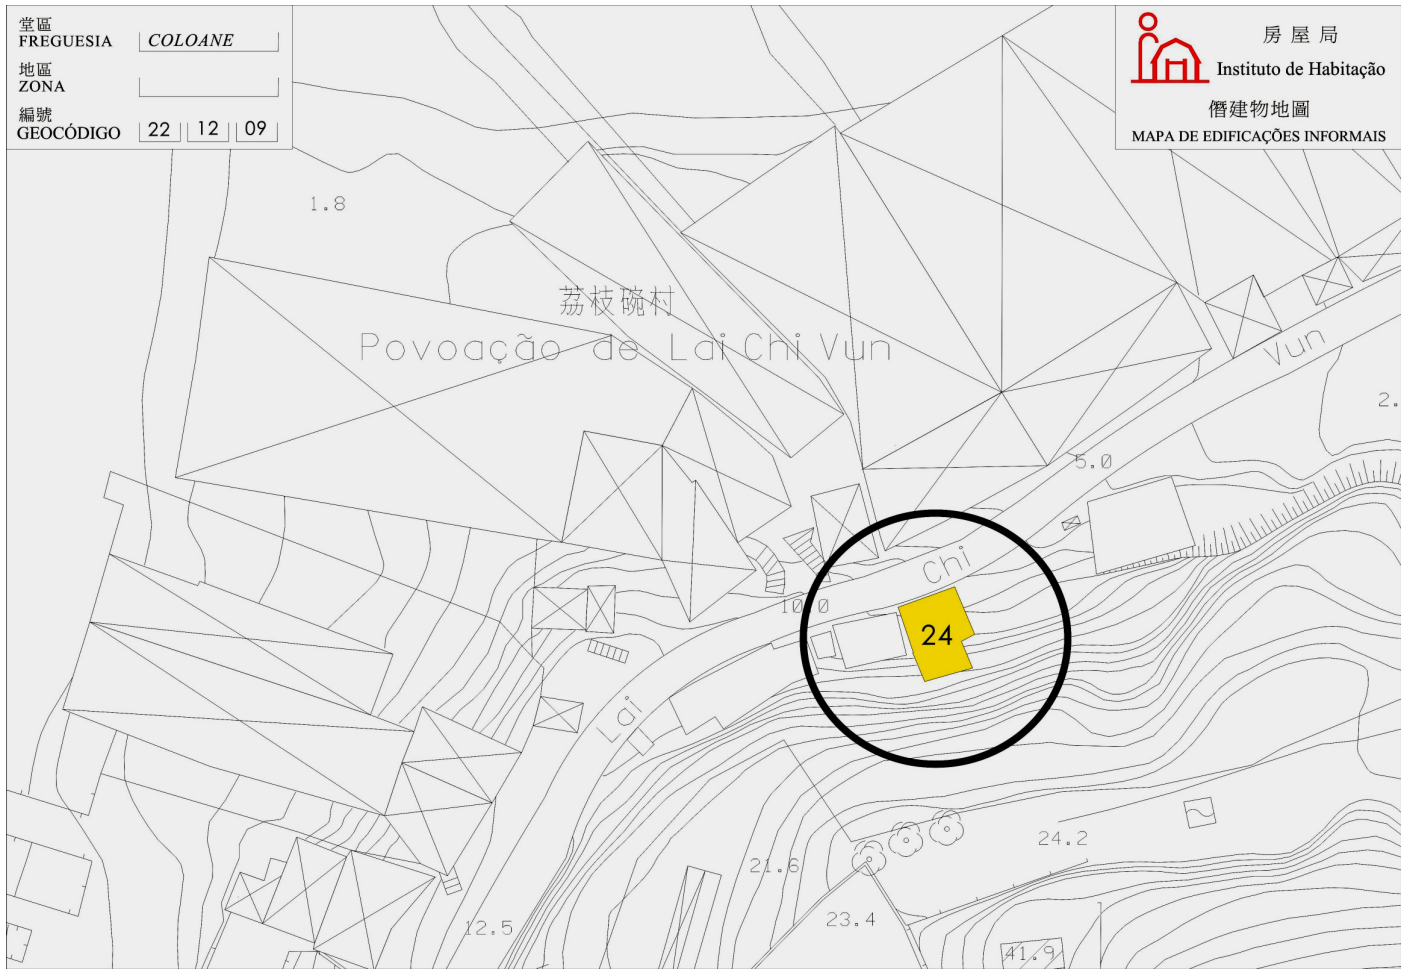 堂區
FREGUESIA COLOANE
地區
ZONA
編號
GEOCÓDIGO 22 12 09
房屋局
Instituto de Habitação
僭建物地圖
MAPA DE EDIFICAÇÕES INFORMAIS
1.8
荔枝碗村
Povoação de Lai Chi Vun
Vun
2.
5.0
Chi
10.0
24
Lai
24.2
21.6
23.4
12.5
41.9